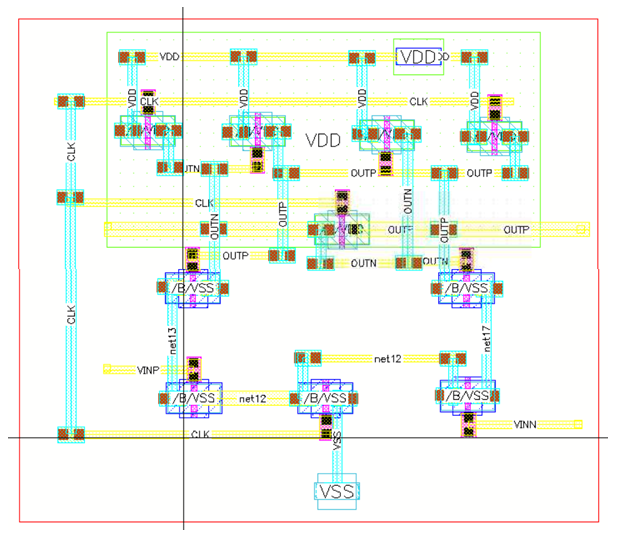 VDD
VDD
VDD
VDD
VDD
VDD
CLK
CLK
CLK
VDD
OUTP
OUTP
CLK
OUTN
OUTN
OUTP
OUTP
OUTP
OUTP
OUTN
/B/VSS
/B/VSS
CLK
net13
net17
net12
VINP
/B/VSS
/B/VSS
/B/VSS
net12
VINN
CLK
VSS
VSS